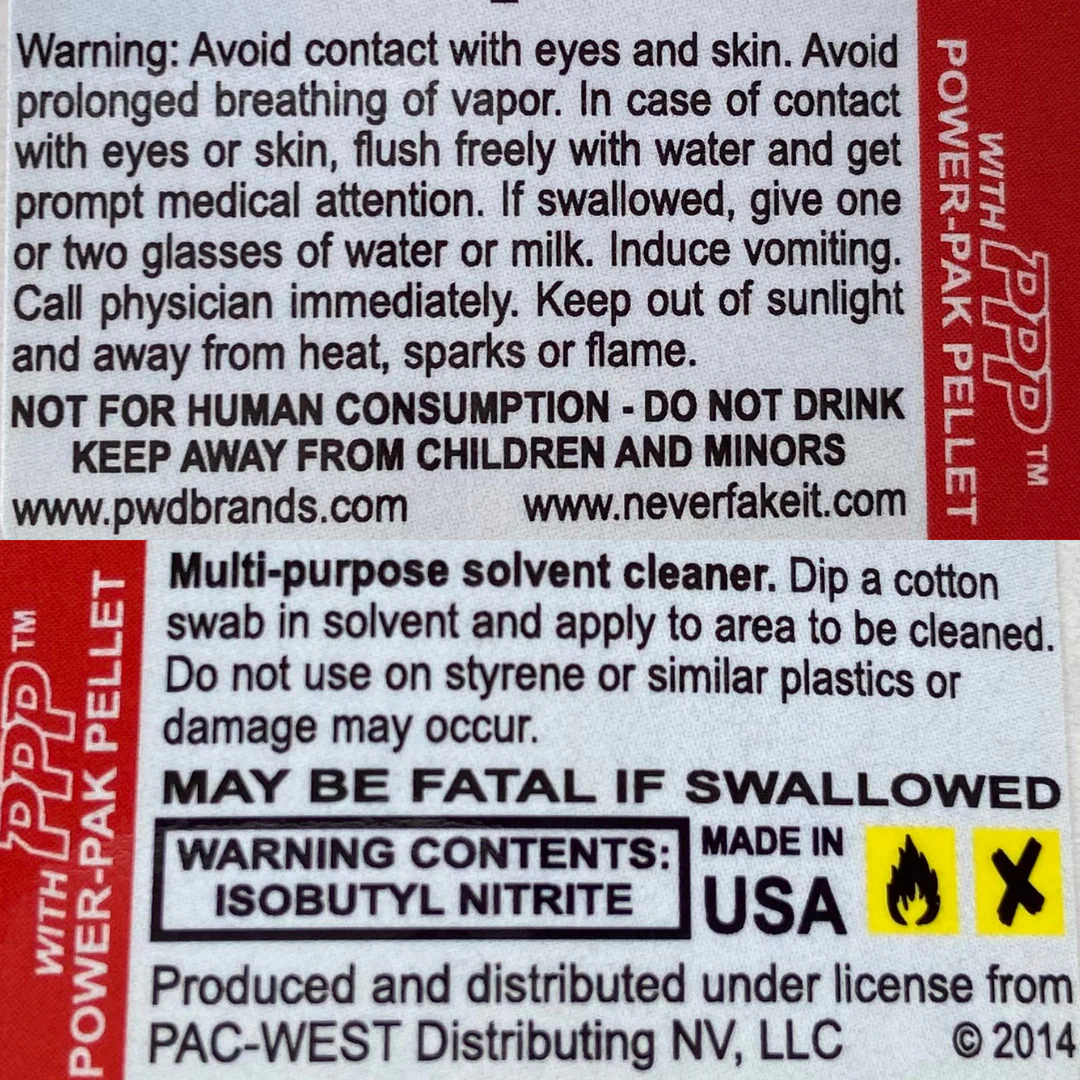 Warning: Avoid contact with eyes and skin. Avoid
prolonged breathing of vapor. In case of contact
with eyes or skin, flush freely with water and get
prompt medical attention. If swallowed, give one
or two glasses of water or milk. Induce vomiting.
Call physician immediately. Keep out of sunlight
and away from heat, sparks or flame.
NOT FOR HUMAN CONSUMPTION - DO NOT DRINK
KEEP AWAY FROM CHILDREN AND MINORS
www.pwdbrands.com www.neverfakeit.com
WITH PPP™
POWER-PAK PELLET
WITH PPP™
POWER-PAK PELLET
Multi-purpose solvent cleaner. Dip a cotton
swab in solvent and apply to area to be cleaned.
Do not use on styrene or similar plastics or
damage may occur.
MAY BE FATAL IF SWALLOWED
WARNING CONTENTS:
ISOBUTYL NITRITE
MADE IN
USA
Produced and distributed under license from
PAC-WEST Distributing NV, LLC © 2014